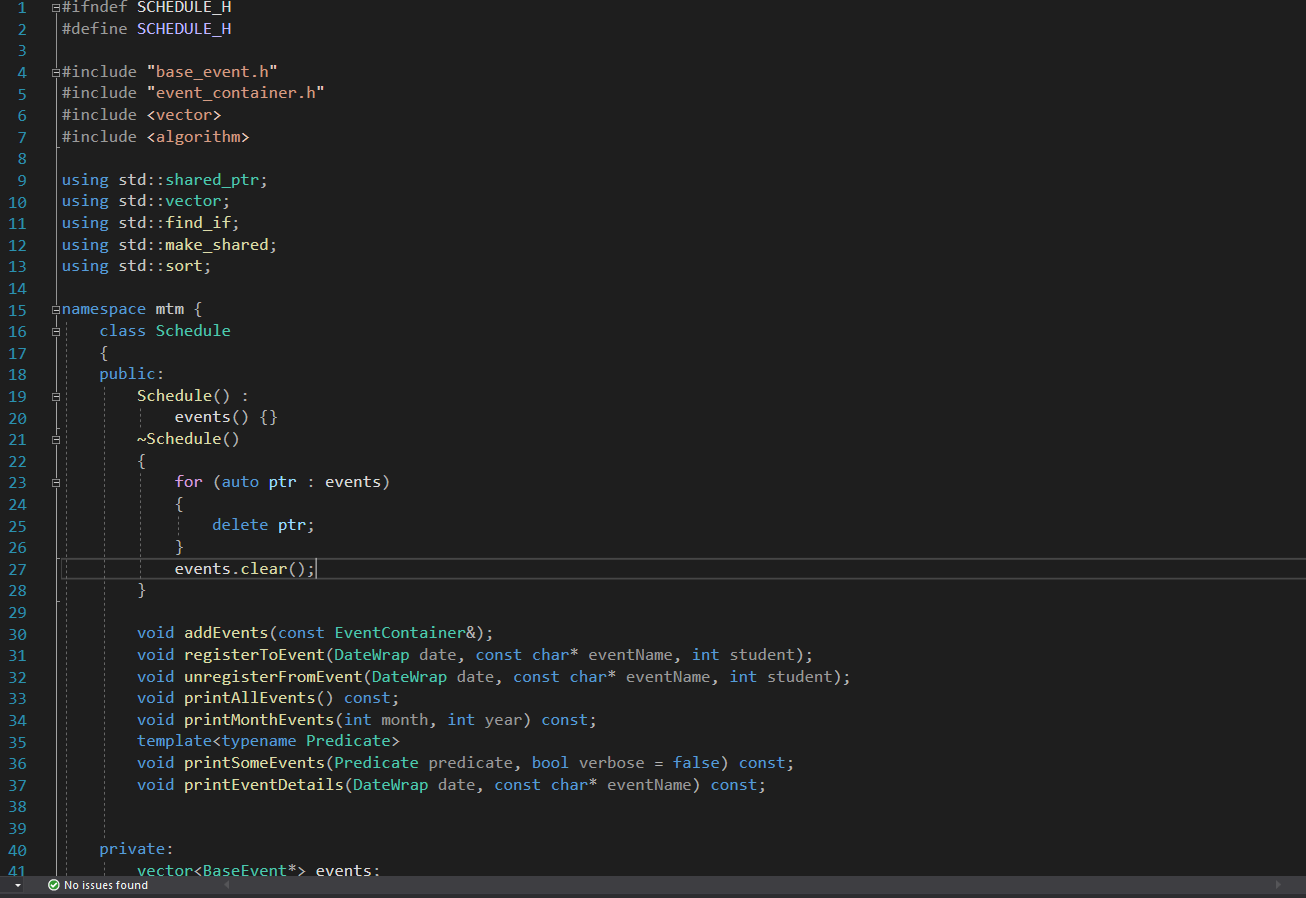 1 #ifndef SCHEDULE_H
2 #define SCHEDULE_H
3
4 #include "base_event.h"
5 #include "event_container.h"
6 #include <vector>
7 #include <algorithm>
8
9 using std::shared_ptr;
10 using std::vector;
11 using std::find_if;
12 using std::make_shared;
13 using std::sort;
14
15 namespace mtm {
16     class Schedule
17     {
18     public:
19         Schedule() :
20             events() {}
21         ~Schedule()
22         {
23             for (auto ptr : events)
24             {
25                 delete ptr;
26             }
27             events.clear();
28         }
29
30         void addEvents(const EventContainer&);
31         void registerToEvent(DateWrap date, const char* eventName, int student);
32         void unregisterFromEvent(DateWrap date, const char* eventName, int student);
33         void printAllEvents() const;
34         void printMonthEvents(int month, int year) const;
35         template<typename Predicate>
36         void printSomeEvents(Predicate predicate, bool verbose = false) const;
37         void printEventDetails(DateWrap date, const char* eventName) const;
38
39
40     private:
41         vector<BaseEvent*> events;
No issues found